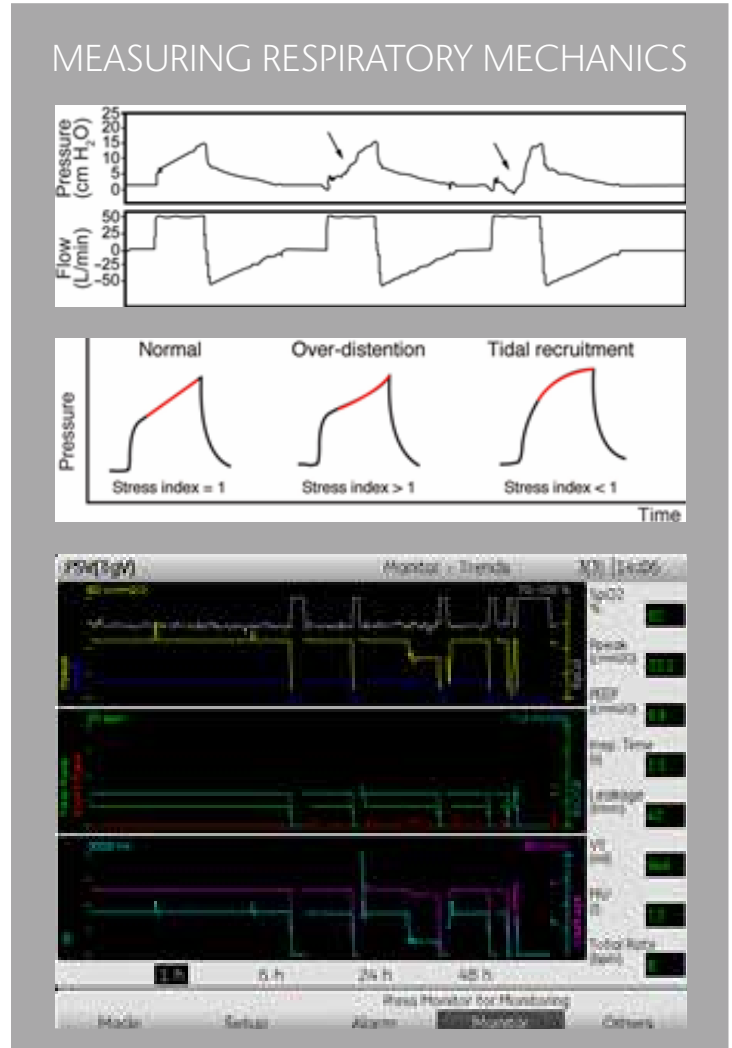 MEASURING RESPIRATORY MECHANICS
Pressure
(cm H₂O)
25
20
15
10
5
0
Flow
(L/min)
50
25
0
-25
-50
Normal Over-distention Tidal recruitment
Pressure
Stress index = 1 Stress index > 1 Stress index < 1
Time
PSV(TgV) Monitor - Trends 14:06
SpO2
%
Ppeak
PEEP
Insp. Time
Leakage
Vt
MV
Total Rate
1 h 6 h 24 h 48 h
Press Monitor for Monitoring
Mode Setup Alarm Monitor Others